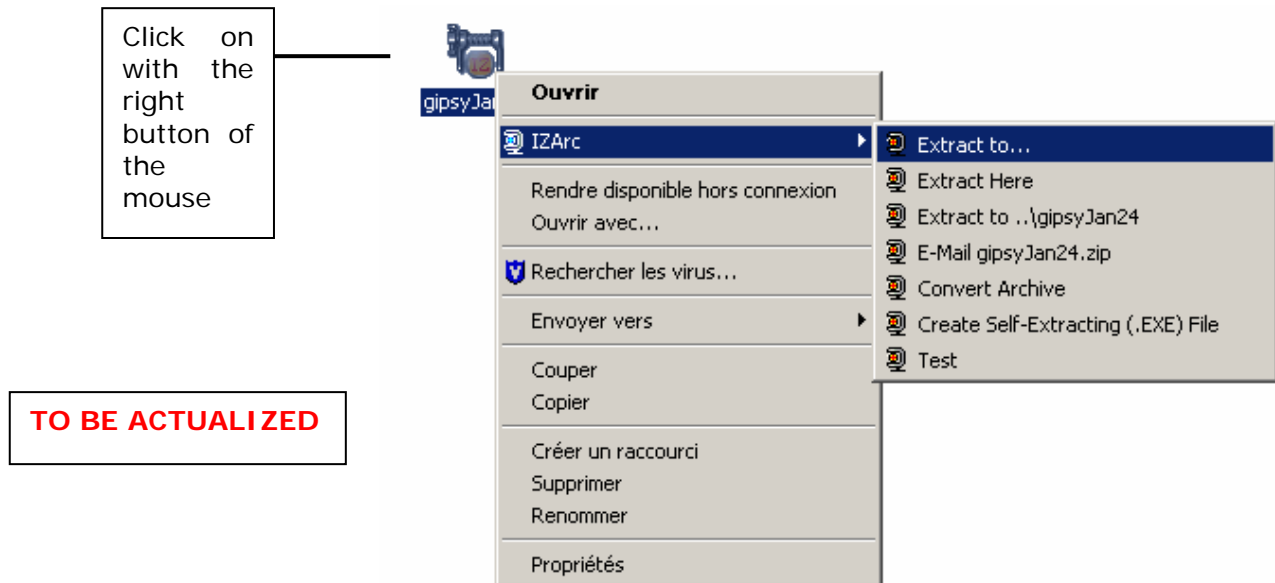 Click on
with the
right
button of
the
mouse
gipsyJan
Ouvrir
IZArc
Rendre disponible hors connexion
Ouvrir avec...
Rechercher les virus...
Envoyer vers
Couper
Copier
Créer un raccourci
Supprimer
Renommer
Propriétés
Extract to...
Extract Here
Extract to ..\gipsyJan24
E-Mail gipsyJan24.zip
Convert Archive
Create Self-Extracting (.EXE) File
Test
TO BE ACTUALIZED